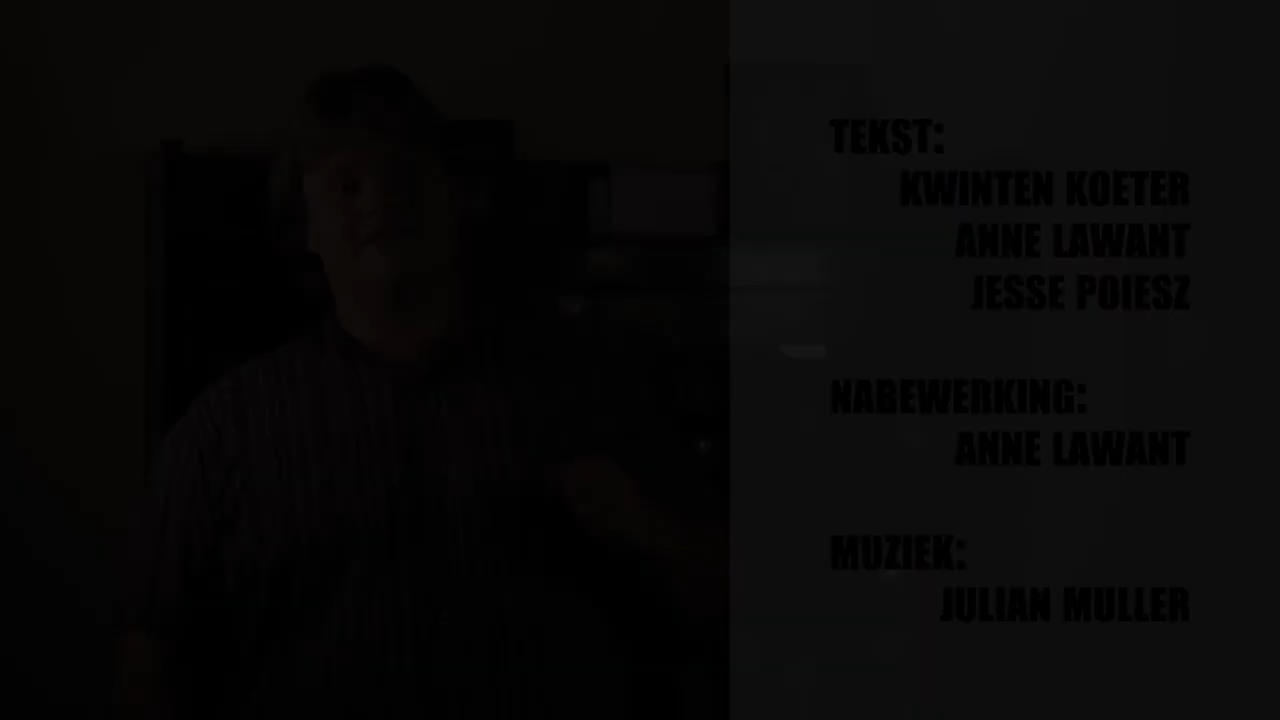 TEKST:
KWINTEN KOETER
ANNE LAWANT
JESSE POIESZ
NABEWERKING:
ANNE LAWANT
MUZIEK:
JULIAN MULLER